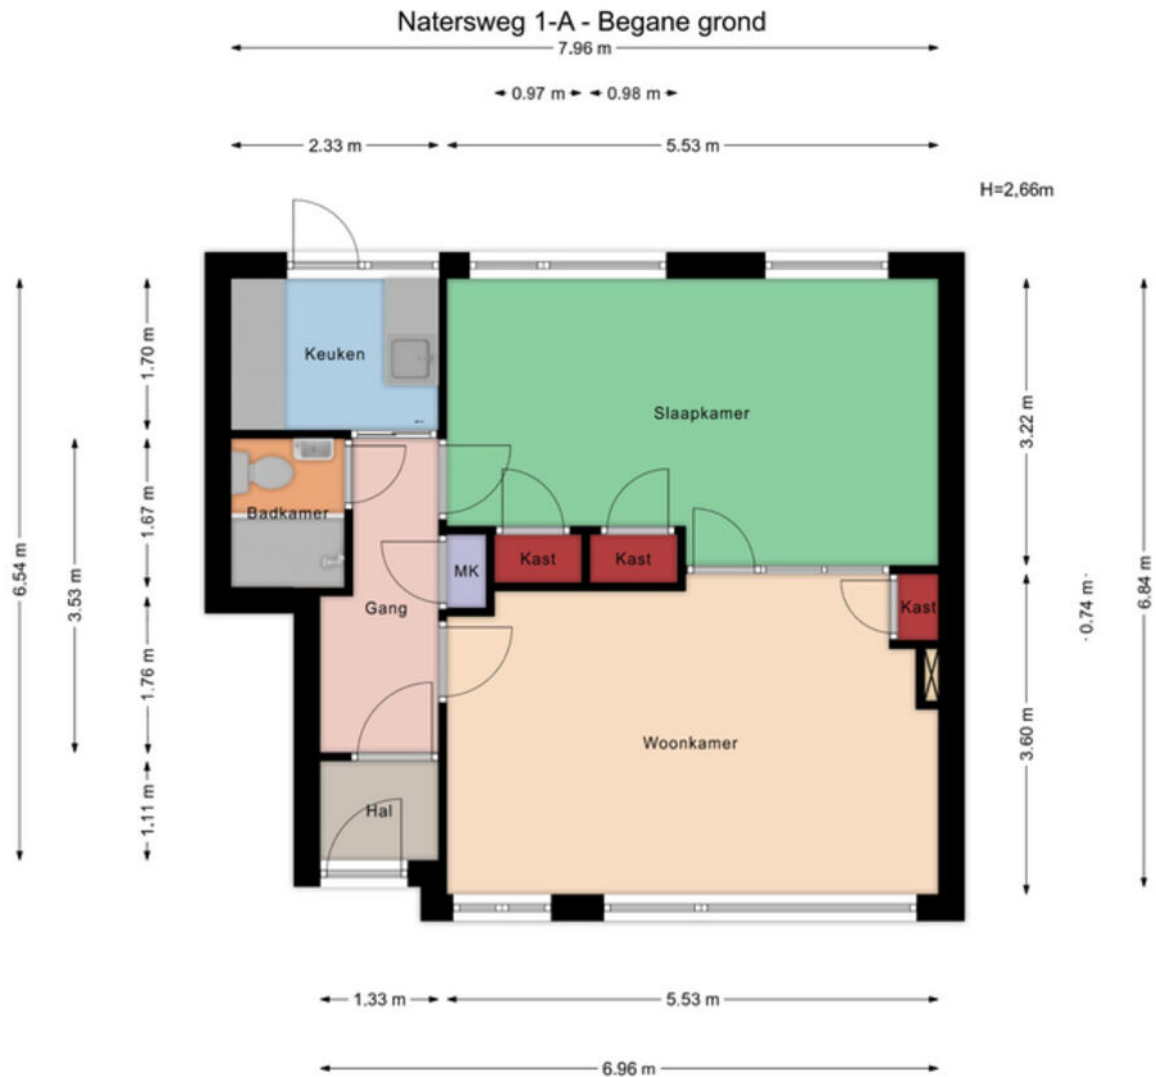 Natersweg 1-A - Begane grond
7.96 m
0.97 m
0.98 m
2.33 m
5.53 m
H=2,66m
Keuken
Slaapkamer
Badkamer
Kast
Kast
MK
Gang
Kast
Woonkamer
Hal
6.54 m
3.53 m
1.70 m
1.67 m
1.76 m
1.11 m
3.22 m
3.60 m
0.74 m
6.84 m
1,33 m
5.53 m
6.96 m